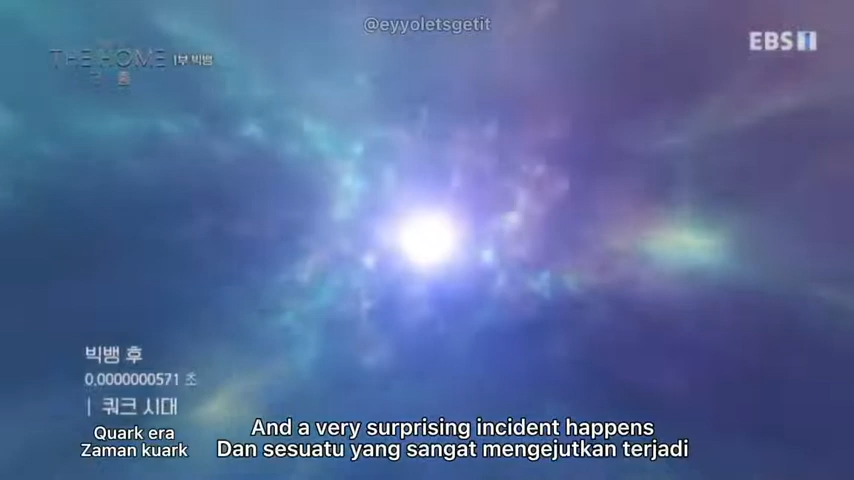 @eyyoletsgetit
THE HOME 1부 빅뱅
EBS 1
빅뱅 후
0.0000000571 초
| 쿼크 시대
Quark era
Zaman kuark
And a very surprising incident happens
Dan sesuatu yang sangat mengejutkan terjadi